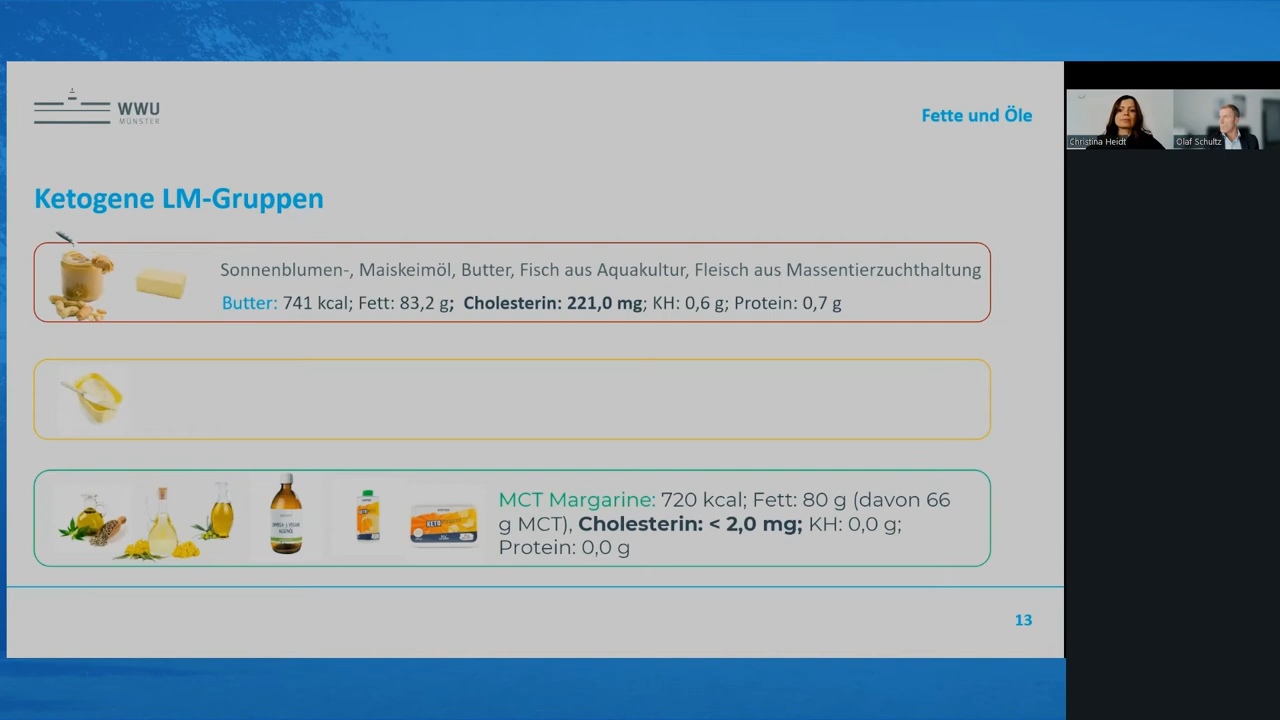 WWU
MÜNSTER
Fette und Öle
Christina Heidt
Olaf Schultz
Ketogene LM-Gruppen
Sonnenblumen-, Maiskeimöl, Butter, Fisch aus Aquakultur, Fleisch aus Massentierzuchthaltung
Butter: 741 kcal; Fett: 83,2 g; Cholesterin: 221,0 mg; KH: 0,6 g; Protein: 0,7 g
MCT Margarine: 720 kcal; Fett: 80 g (davon 66
g MCT), Cholesterin: < 2,0 mg; KH: 0,0 g;
Protein: 0,0 g
KETO
13